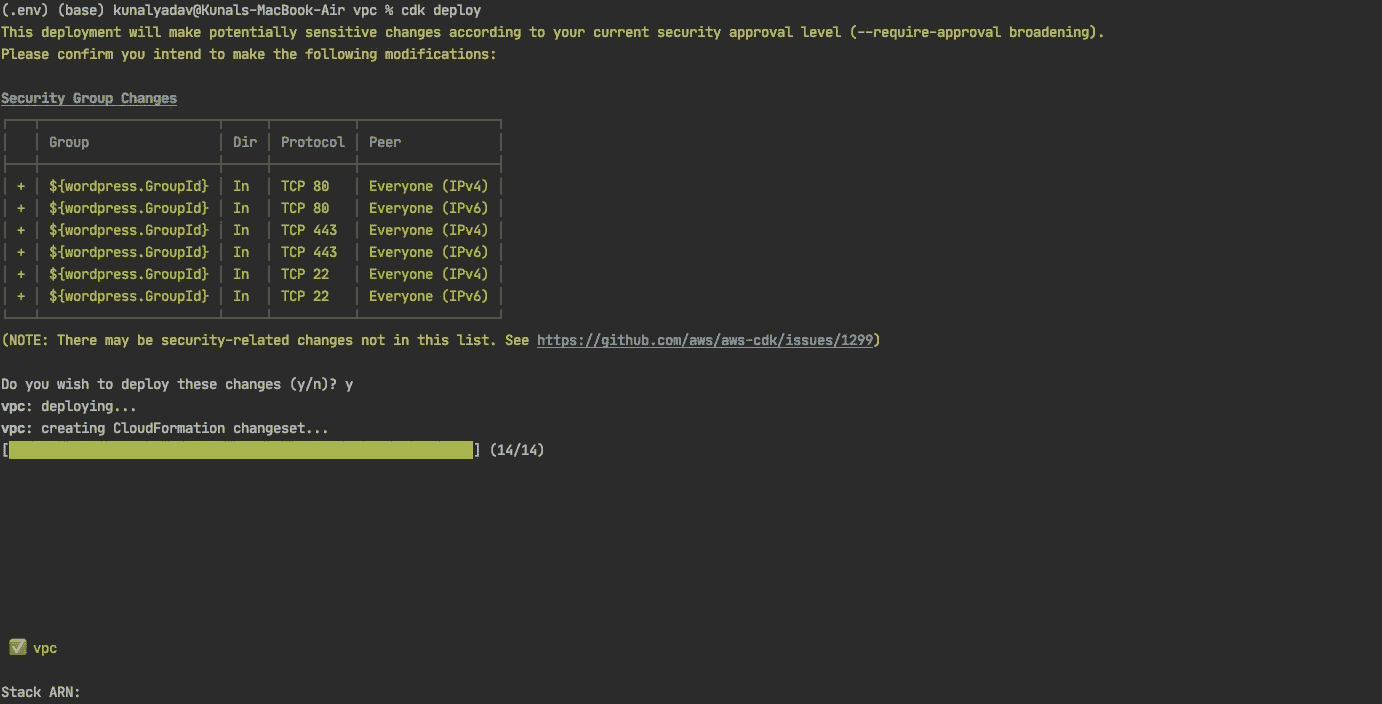 (.env) (base) kunalyadav@Kunals-MacBook-Air vpc % cdk deploy
This deployment will make potentially sensitive changes according to your current security approval level (--require-approval broadening).
Please confirm you intend to make the following modifications:
Security Group Changes
Group Dir Protocol Peer
+ ${wordpress.GroupId} In TCP 80 Everyone (IPv4)
+ ${wordpress.GroupId} In TCP 80 Everyone (IPv6)
+ ${wordpress.GroupId} In TCP 443 Everyone (IPv4)
+ ${wordpress.GroupId} In TCP 443 Everyone (IPv6)
+ ${wordpress.GroupId} In TCP 22 Everyone (IPv4)
+ ${wordpress.GroupId} In TCP 22 Everyone (IPv6)
(NOTE: There may be security-related changes not in this list. See https://github.com/aws/aws-cdk/issues/1299)
Do you wish to deploy these changes (y/n)? y
vpc: deploying...
vpc: creating CloudFormation changeset...
[] (14/14)
✅ vpc
Stack ARN: